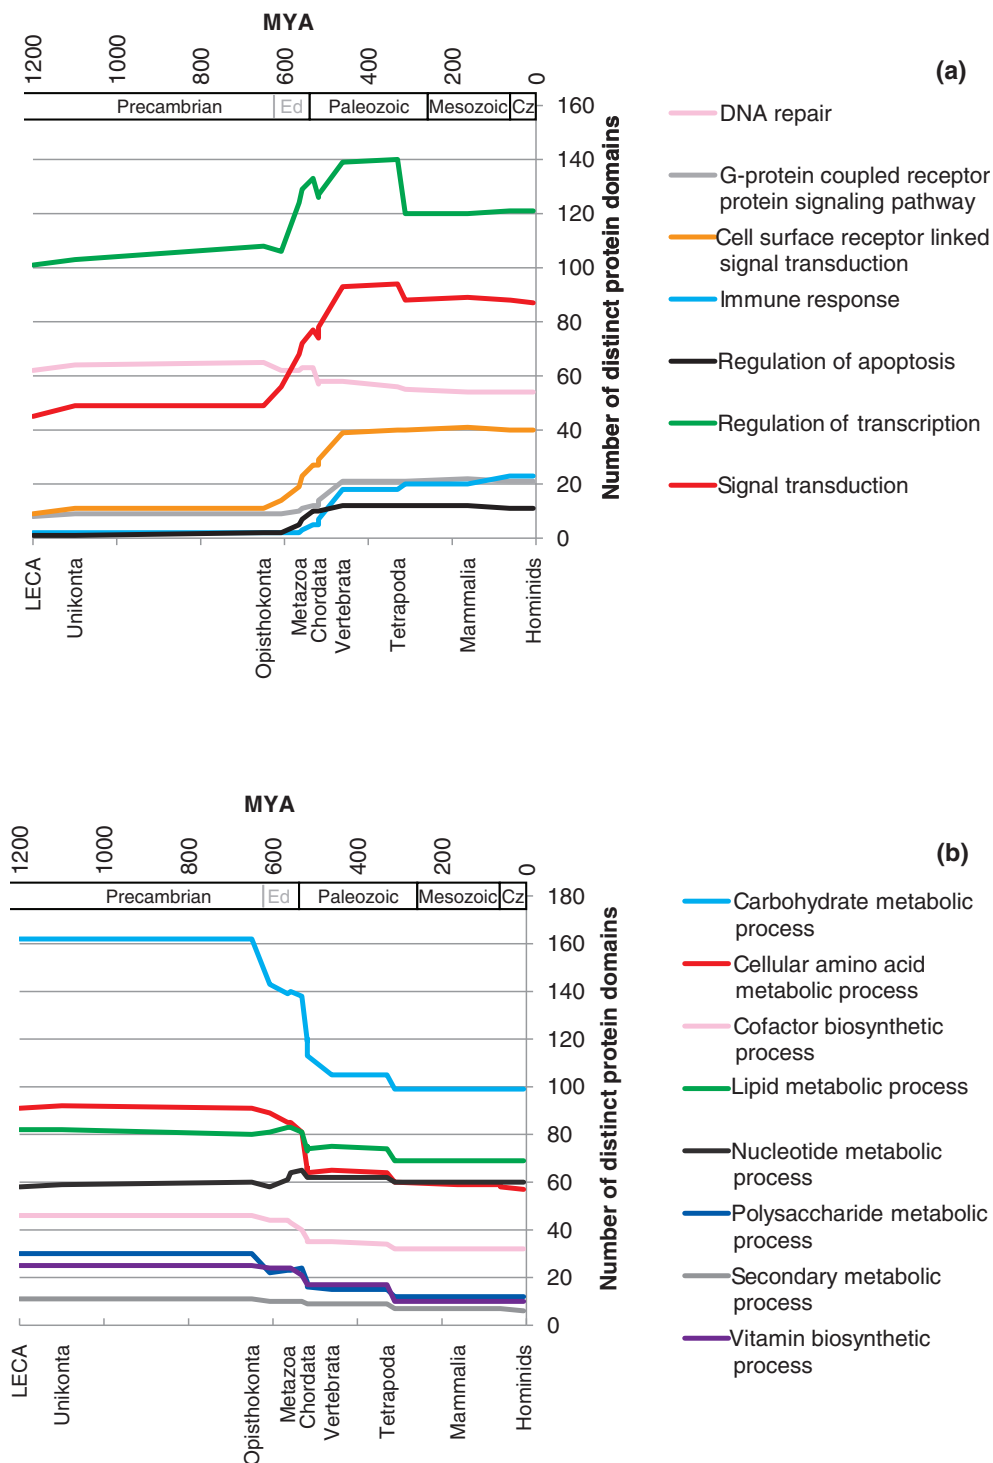 MYA
1200
1000
800
600
400
200
0
(a)
Precambrian
Ed
Paleozoic
Mesozoic
Cz
160
140
120
100
80
60
40
20
0
Number of distinct protein domains
DNA repair
G-protein coupled receptor
protein signaling pathway
Cell surface receptor linked
signal transduction
Immune response
Regulation of apoptosis
Regulation of transcription
Signal transduction
LECA
Unikonta
Opisthokonta
Metazoa
Chordata
Vertebrata
Tetrapoda
Mammalia
Hominids
MYA
1200
1000
800
600
400
200
0
(b)
Precambrian
Ed
Paleozoic
Mesozoic
Cz
180
160
140
120
100
80
60
40
20
0
Number of distinct protein domains
Carbohydrate metabolic
process
Cellular amino acid
metabolic process
Cofactor biosynthetic
process
Lipid metabolic process
Nucleotide metabolic
process
Polysaccharide metabolic
process
Secondary metabolic
process
Vitamin biosynthetic
process
LECA
Unikonta
Opisthokonta
Metazoa
Chordata
Vertebrata
Tetrapoda
Mammalia
Hominids